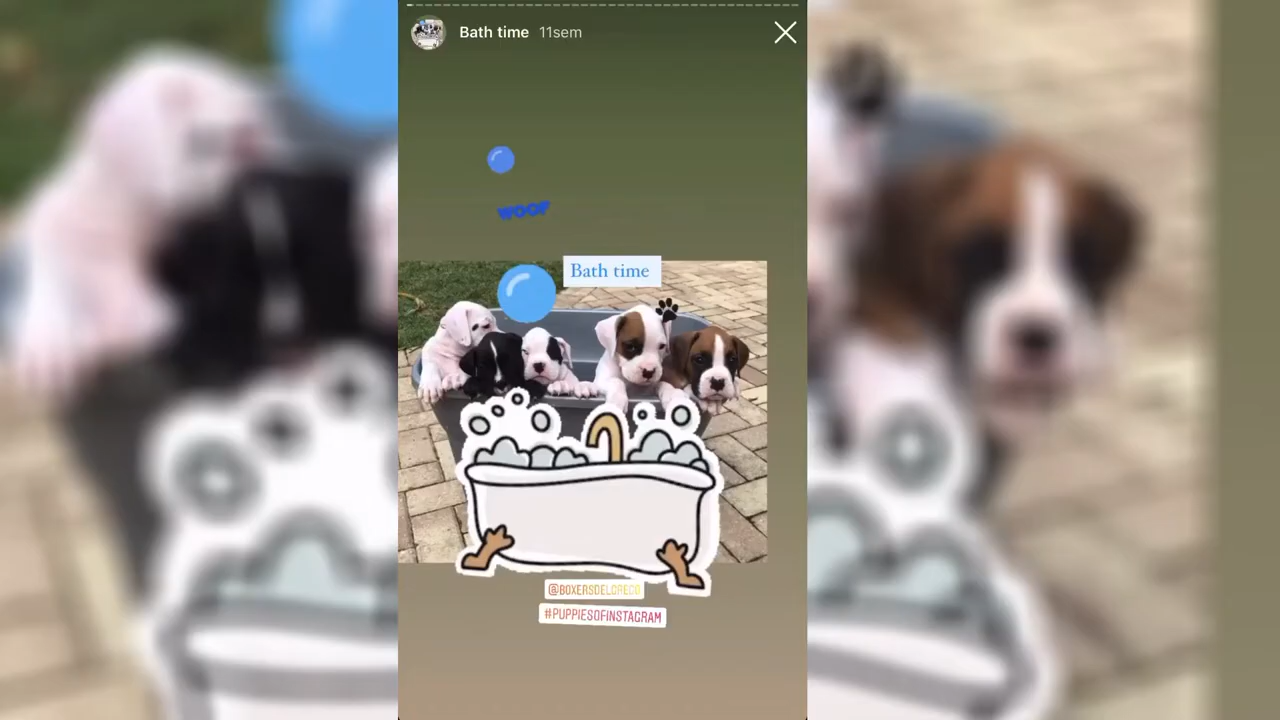 Bath time 11sem
WOOF
Bath time
@BOXERSDELGRECO
#PUPPIESOFINSTAGRAM